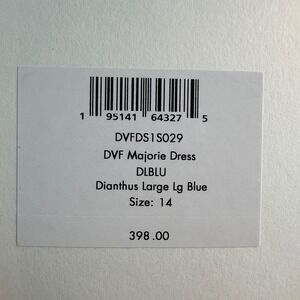 1 95141 64327 5
DVFDS1S029
DVF Majorie Dress
DLBLU
Dianthus Large Lg Blue
Size: 14
398.00